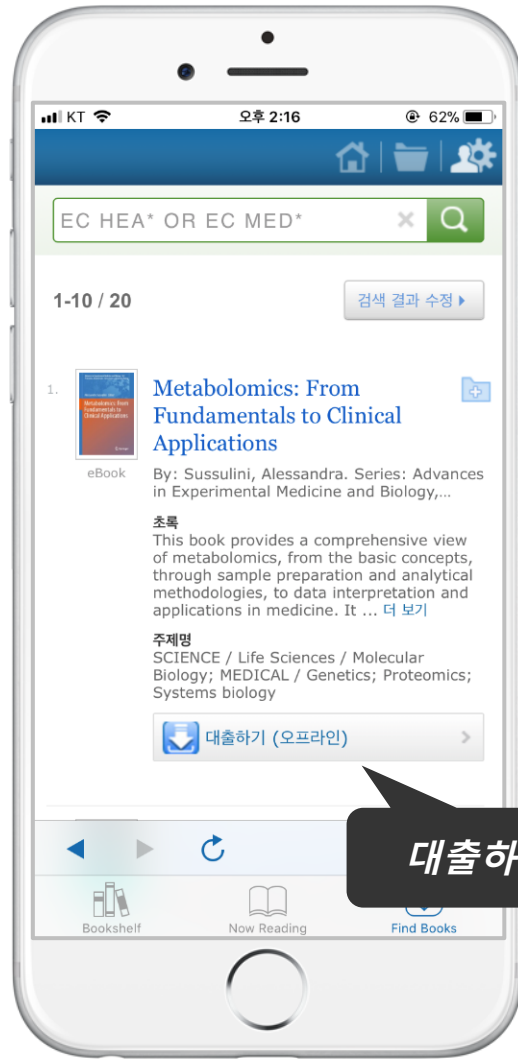 KT 오후 2:16 62%
EC HEA* OR EC MED*
1-10 / 20 검색 결과 수정
1. Metabolomics: From
Fundamentals to Clinical
Applications
eBook
By: Sussulini, Alessandra. Series: Advances
in Experimental Medicine and Biology,...
초록
This book provides a comprehensive view
of metabolomics, from the basic concepts,
through sample preparation and analytical
methodologies, to data interpretation and
applications in medicine. It ... 더 보기
주제명
SCIENCE / Life Sciences / Molecular
Biology; MEDICAL / Genetics; Proteomics;
Systems biology
대출하기 (오프라인)
대출하
Bookshelf Now Reading Find Books